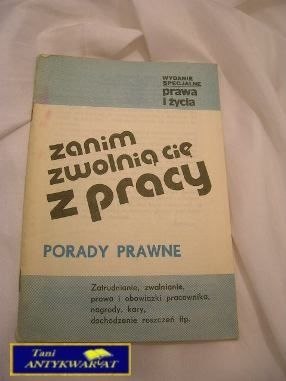 WYDANIE
SPECJALNE
prawa
i życia
zanim
zwolnią cię
z pracy
PORADY PRAWNE
Zatrudnianie, zwalnianie,
prawa i obowiązki pracownika,
nagrody, kary,
dochodzenie roszczeń itp.
Tani
ANTYKWARIAT